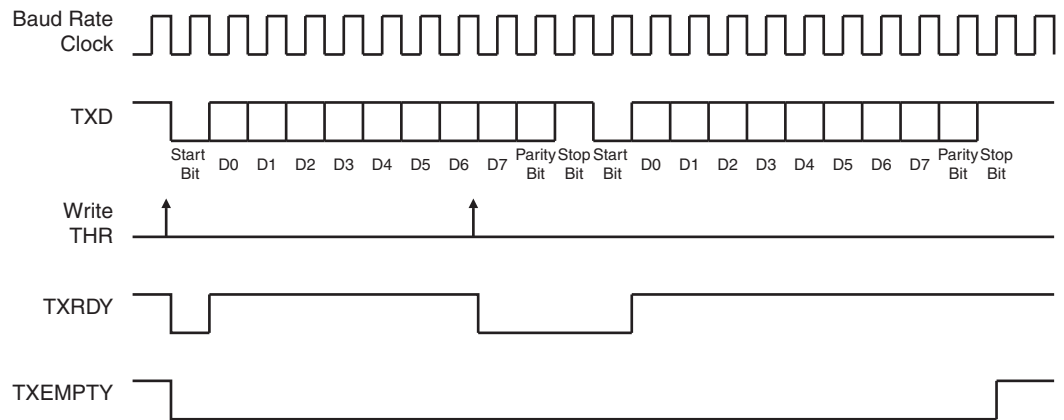 Baud Rate
Clock
TXD
Start
Bit
D0 D1 D2 D3 D4 D5 D6 D7
Parity
Bit
Stop
Bit
Start
Bit
D0 D1 D2 D3 D4 D5 D6 D7
Parity
Bit
Stop
Bit
Write
THR
TXRDY
TXEMPTY